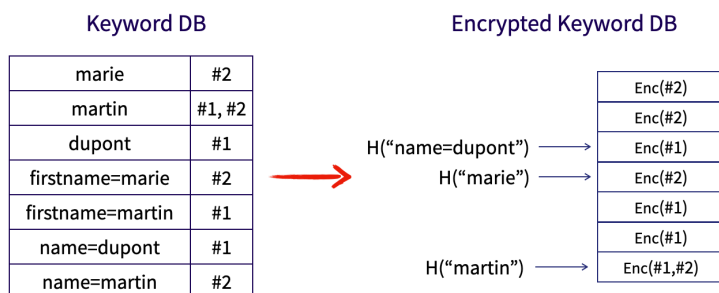 Keyword DB
marie #2
martin #1, #2
dupont #1
firstname=marie #2
firstname=martin #1
name=dupont #1
name=martin #2
Encrypted Keyword DB
Enc(#2)
Enc(#2)
H(“name=dupont”) Enc(#1)
H(“marie”) Enc(#2)
Enc(#1)
Enc(#1)
H(“martin”) Enc(#1,#2)